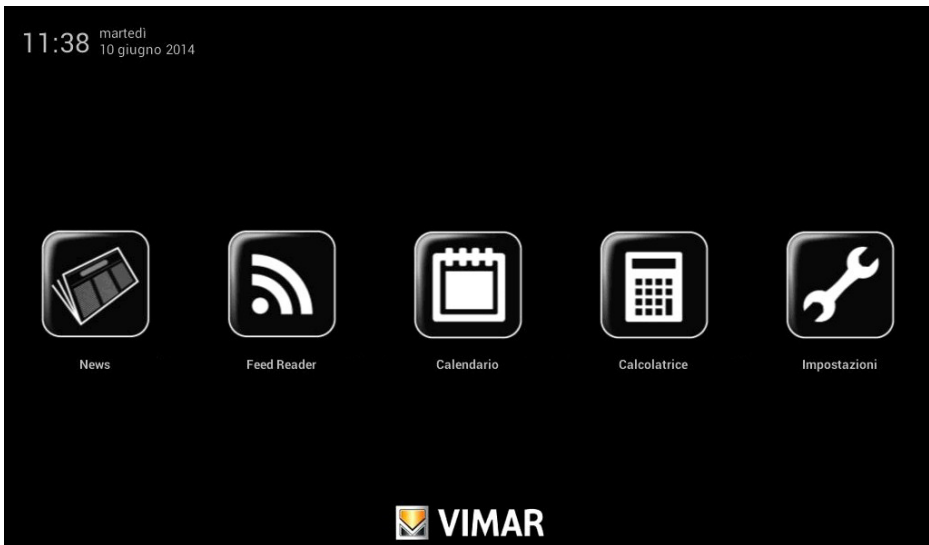 11:38
martedì
10 giugno 2014
News
Feed Reader
Calendario
Calcolatrice
Impostazioni
VIMAR